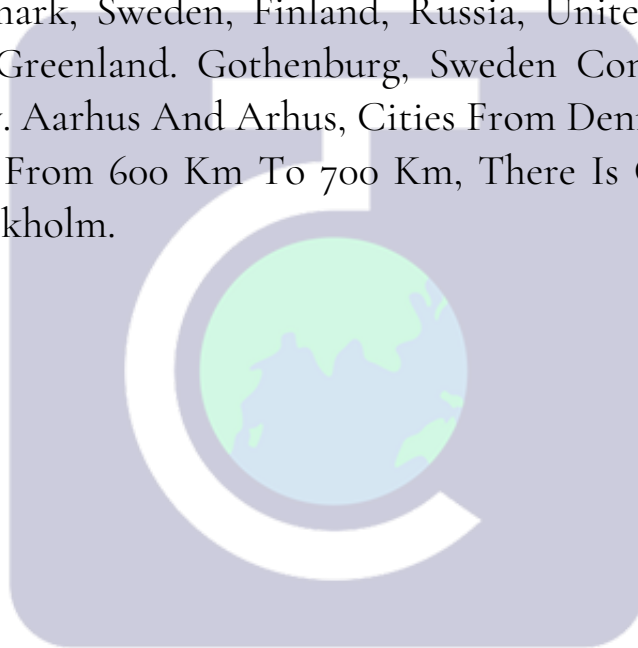 mark, Sweden, Finland, Russia, Unite
Greenland. Gothenburg, Sweden Con
. Aarhus And Arhus, Cities From Den
From 600 Km To 700 Km, There Is
kholm.